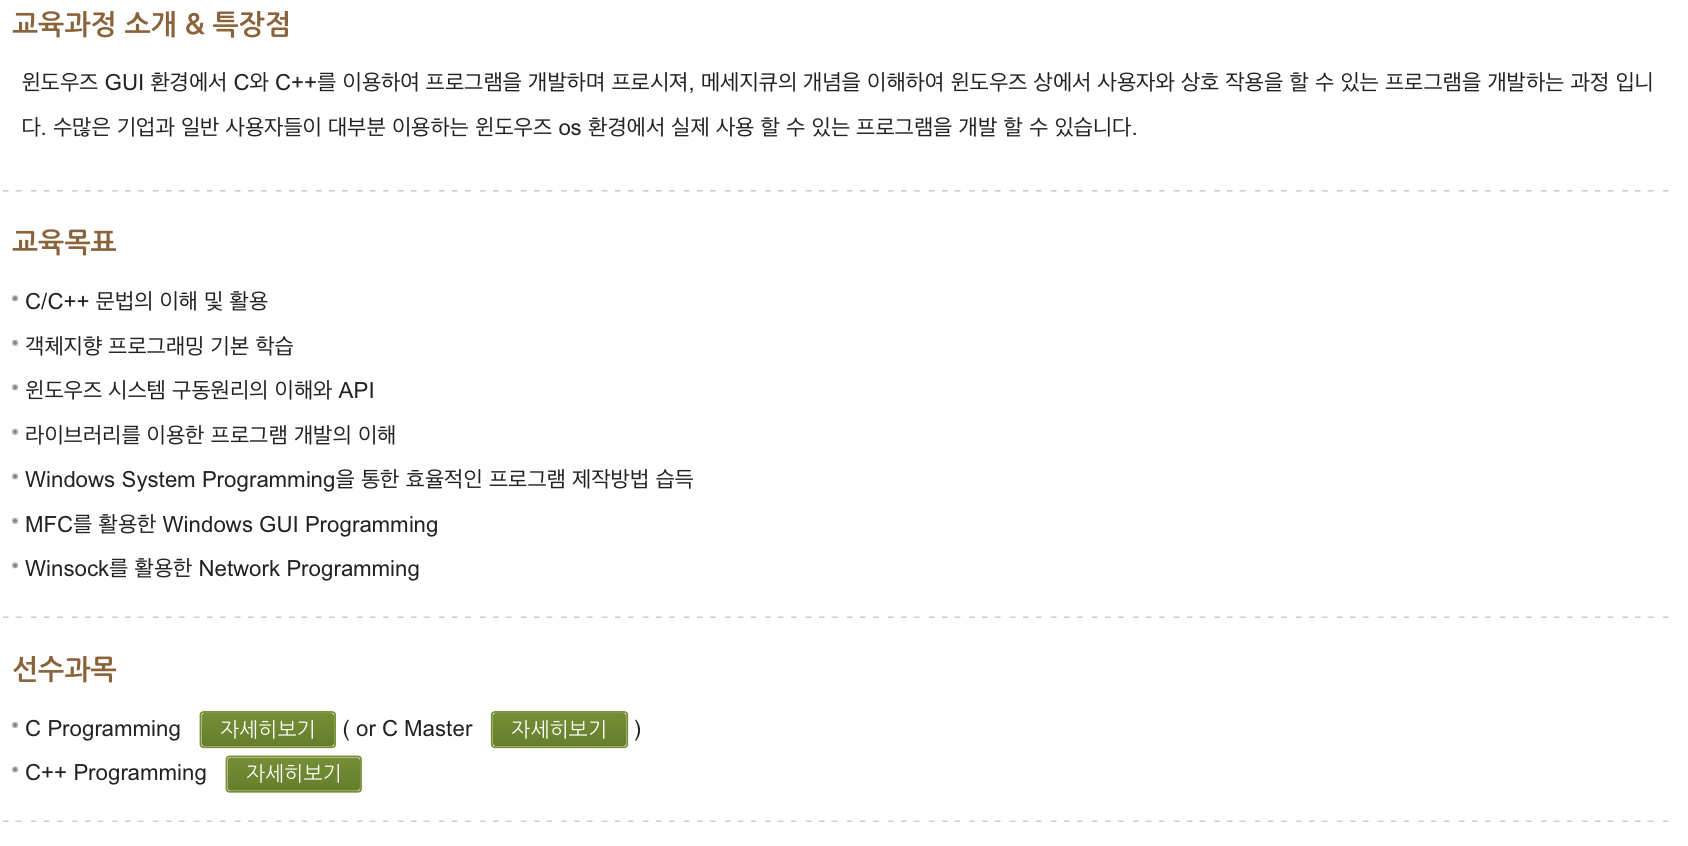 교육과정 소개 & 특장점
윈도우즈 GUI 환경에서 C와 C++를 이용하여 프로그램을 개발하며 프로시져, 메세지큐의 개념을 이해하여 윈도우즈 상에서 사용자와 상호 작용을 할 수 있는 프로그램을 개발하는 과정 입니
다. 수많은 기업과 일반 사용자들이 대부분 이용하는 윈도우즈 os 환경에서 실제 사용 할 수 있는 프로그램을 개발 할 수 있습니다.
교육목표
C/C++ 문법의 이해 및 활용
객체지향 프로그래밍 기본 학습
윈도우즈 시스템 구동원리의 이해와 API
라이브러리를 이용한 프로그램 개발의 이해
Windows System Programming을 통한 효율적인 프로그램 제작방법 습득
MFC를 활용한 Windows GUI Programming
Winsock를 활용한 Network Programming
선수과목
C Programming 자세히보기 ( or C Master 자세히보기 )
C++ Programming 자세히보기